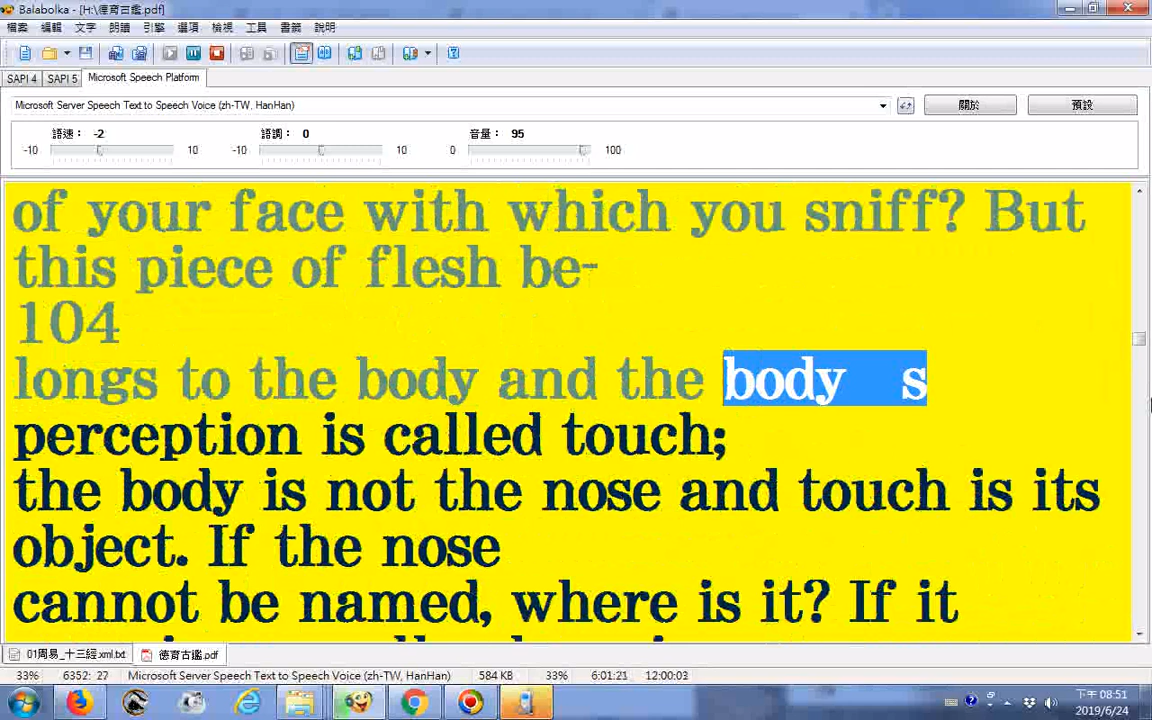 Balabolka - [H:\德育古鑑.pdf]
檔案 編輯 文字 朗讀 引擎 選項 檢視 工具 書籤 說明
SAPI 4 SAPI 5 Microsoft Speech Platform
Microsoft Server Speech Text to Speech Voice (zh-TW, HanHan) 關於 預設
語速： -2 語調： 0 音量： 95
-10 10 -10 10 0 100
of your face with which you sniff? But
this piece of flesh be-
104
longs to the body and the body s
perception is called touch;
the body is not the nose and touch is its
object. If the nose
cannot be named, where is it? If it
01周易_十三經.xml.txt 德育古鑑.pdf
33% 6352: 27 Microsoft Server Speech Text to Speech Voice (zh-TW, HanHan) 584 KB 33% 6:01:21 12:00:03
下午 08:51
2019/6/24